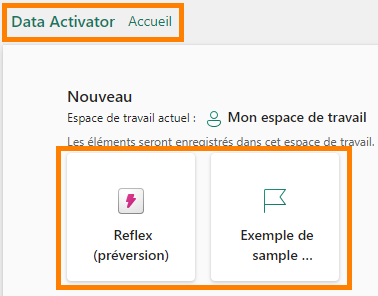 Data Activator Accueil
Nouveau
Espace de travail actuel : Mon espace de travail
Les éléments seront enregistrés dans cet espace de travail.
Reflex
(préversion)
Exemple de
sample ...